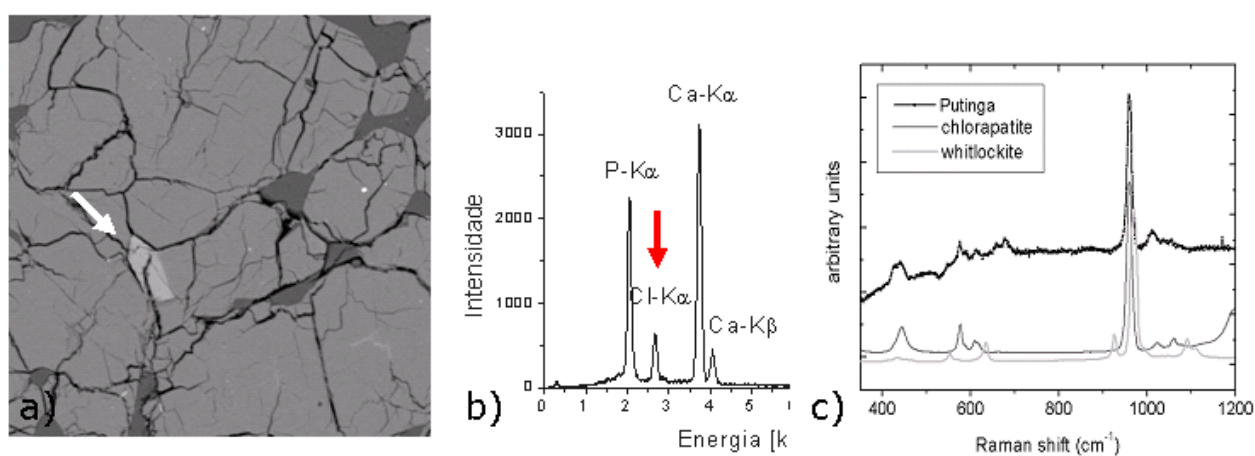 a)
b)
Intensidade
3000
2000
1000
0
P-Kα
Cl-Kα
Ca-Kα
Ca-Kβ
0 1 2 3 4 5
Energia [k
c)
arbitrary units
Putinga
chlorapatite
whitlockite
400 600 800 1000 1200
Raman shift (cm⁻¹)